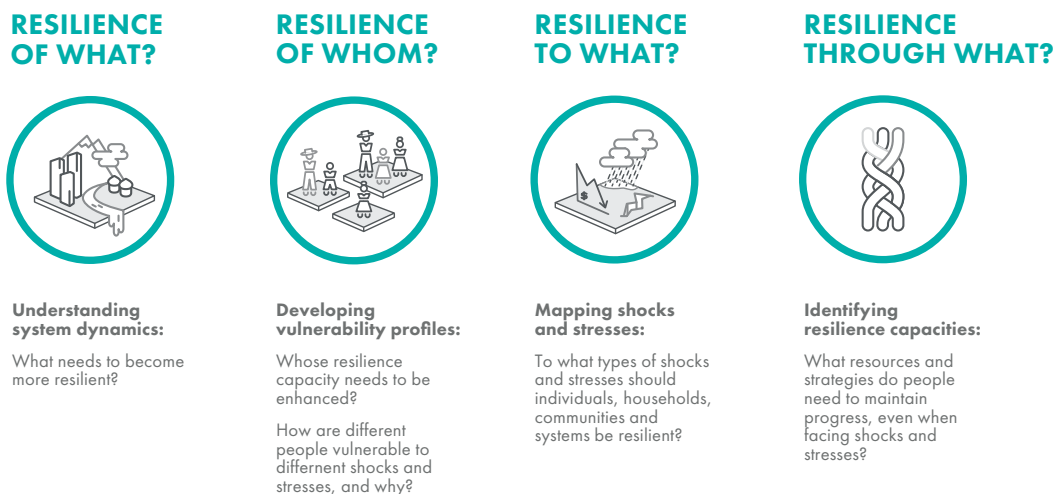 RESILIENCE
OF WHAT?
Understanding
system dynamics:
What needs to become
more resilient?
RESILIENCE
OF WHOM?
Developing
vulnerability profiles:
Whose resilience
capacity needs to be
enhanced?
How are different
people vulnerable to
differnent shocks and
stresses, and why?
RESILIENCE
TO WHAT?
$
Mapping shocks
and stresses:
To what types of shocks
and stresses should
individuals, households,
communities and
systems be resilient?
RESILIENCE
THROUGH WHAT?
Identifying
resilience capacities:
What resources and
strategies do people
need to maintain
progress, even when
facing shocks and
stresses?